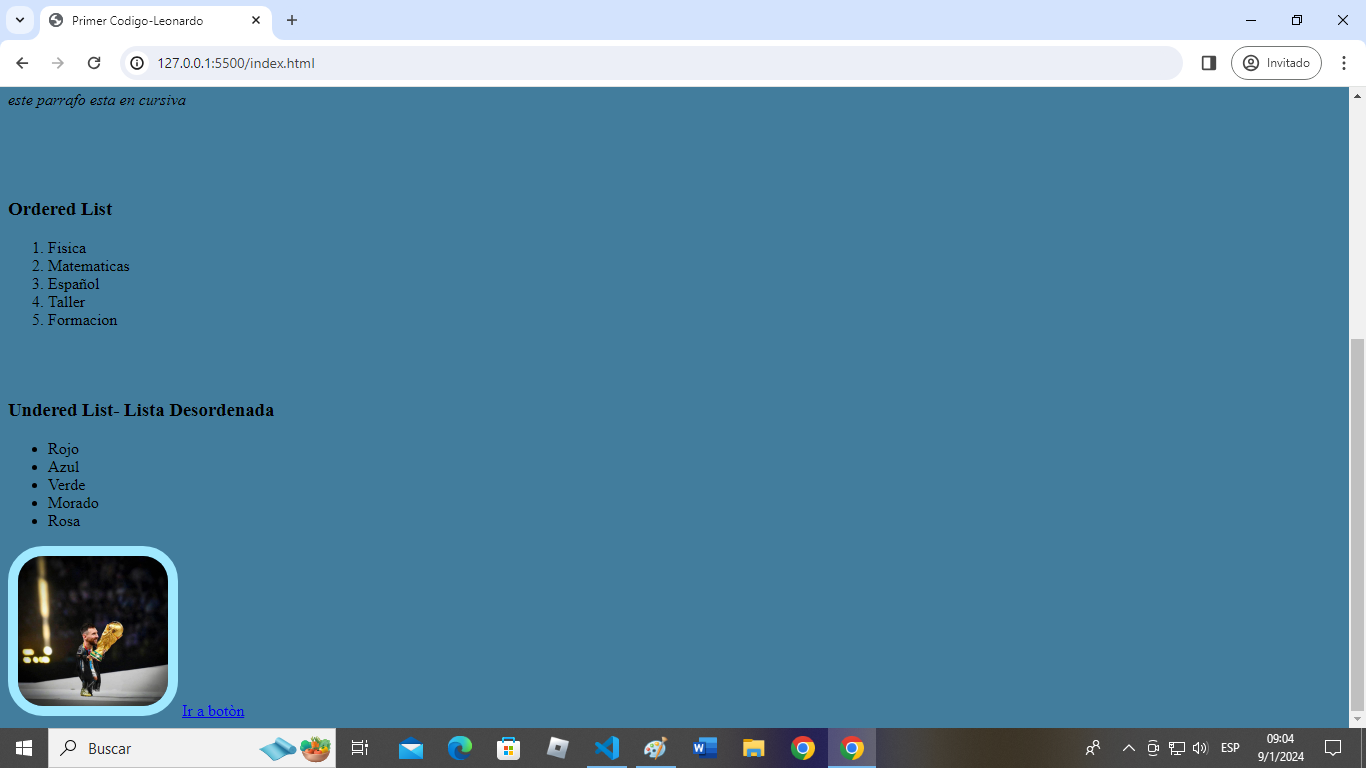 Primer Codigo-Leonardo
127.0.0.1:5500/index.html
Invitado
este parrafo esta en cursiva
Ordered List
1. Fisica
2. Matematicas
3. Español
4. Taller
5. Formacion
Undered List- Lista Desordenada
• Rojo
• Azul
• Verde
• Morado
• Rosa
Ir a botòn
Buscar
ESP
09:04
9/1/2024